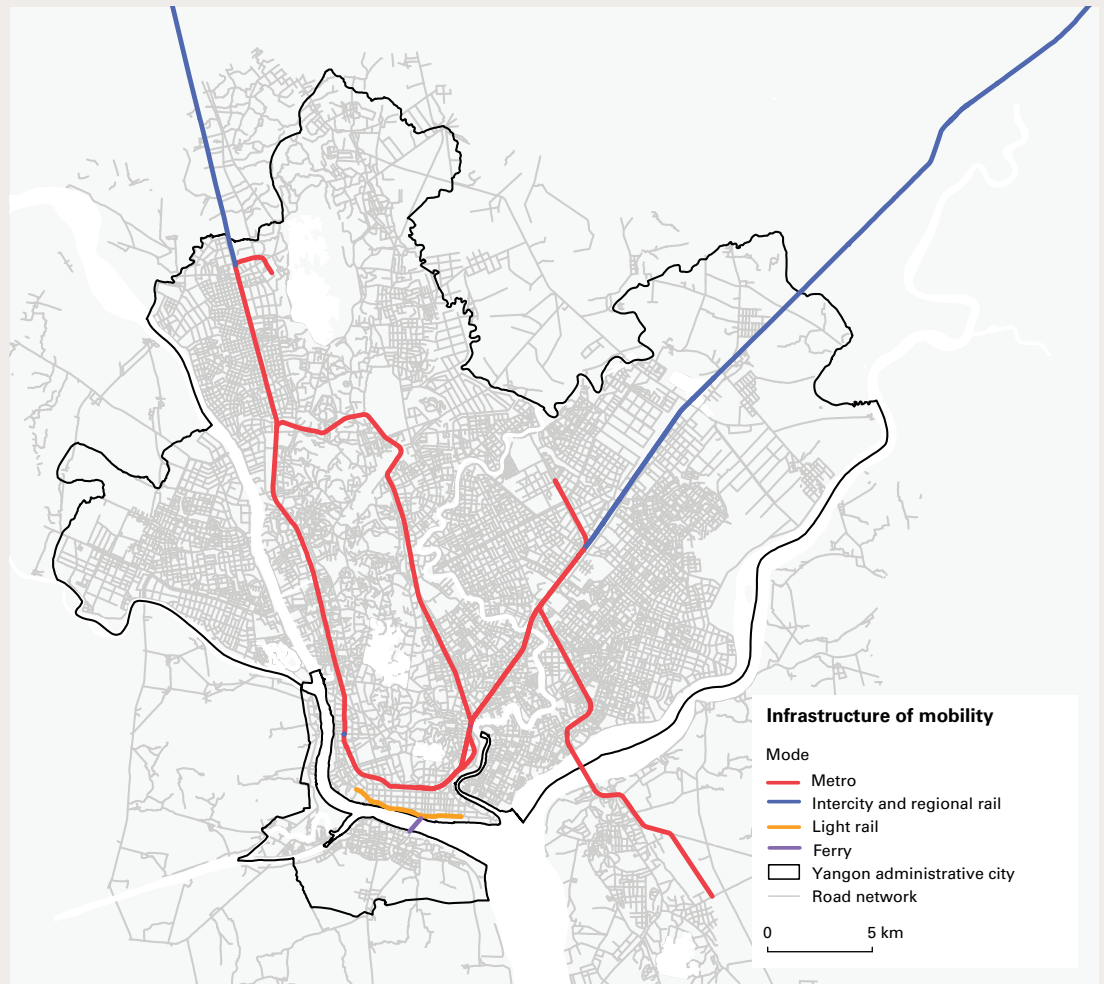 Infrastructure of mobility
Mode
Metro
Intercity and regional rail
Light rail
Ferry
Yangon administrative city
Road network
0 5 km